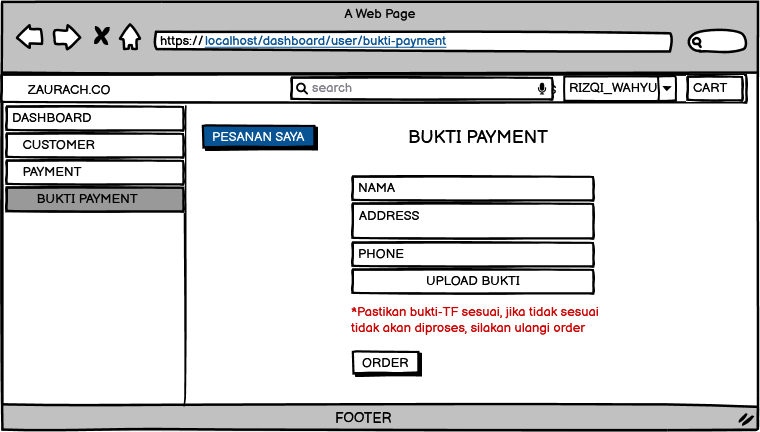 A Web Page
https://localhost/dashboard/user/bukti-payment
ZAURACH.CO
search
RIZQI_WAHYU
CART
DASHBOARD
CUSTOMER
PAYMENT
BUKTI PAYMENT
PESANAN SAYA
BUKTI PAYMENT
NAMA
ADDRESS
PHONE
UPLOAD BUKTI
*Pastikan bukti-TF sesuai, jika tidak sesuai
tidak akan diproses, silakan ulangi order
ORDER
FOOTER